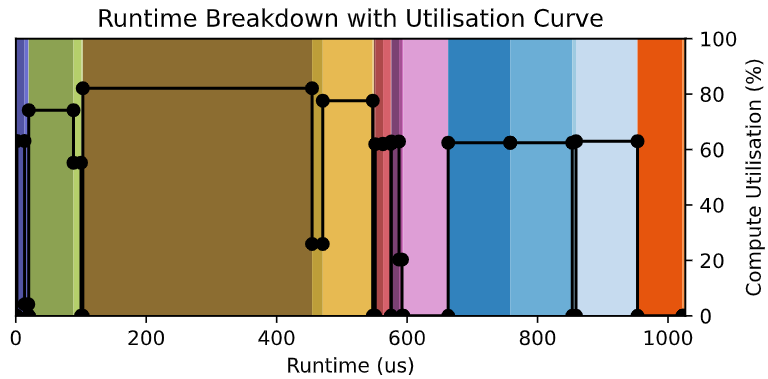 Runtime Breakdown with Utilisation Curve
100
80
60
40
20
0
Compute Utilisation (%)
0 200 400 600 800 1000
Runtime (us)